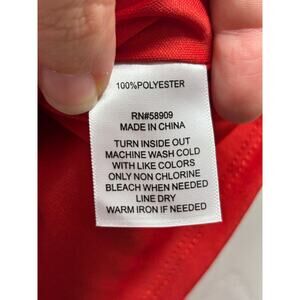 100%POLYESTER
RN#58909
MADE IN CHINA
TURN INSIDE OUT
MACHINE WASH COLD
WITH LIKE COLORS
ONLY NON CHLORINE
BLEACH WHEN NEEDED
LINE DRY
WARM IRON IF NEEDED